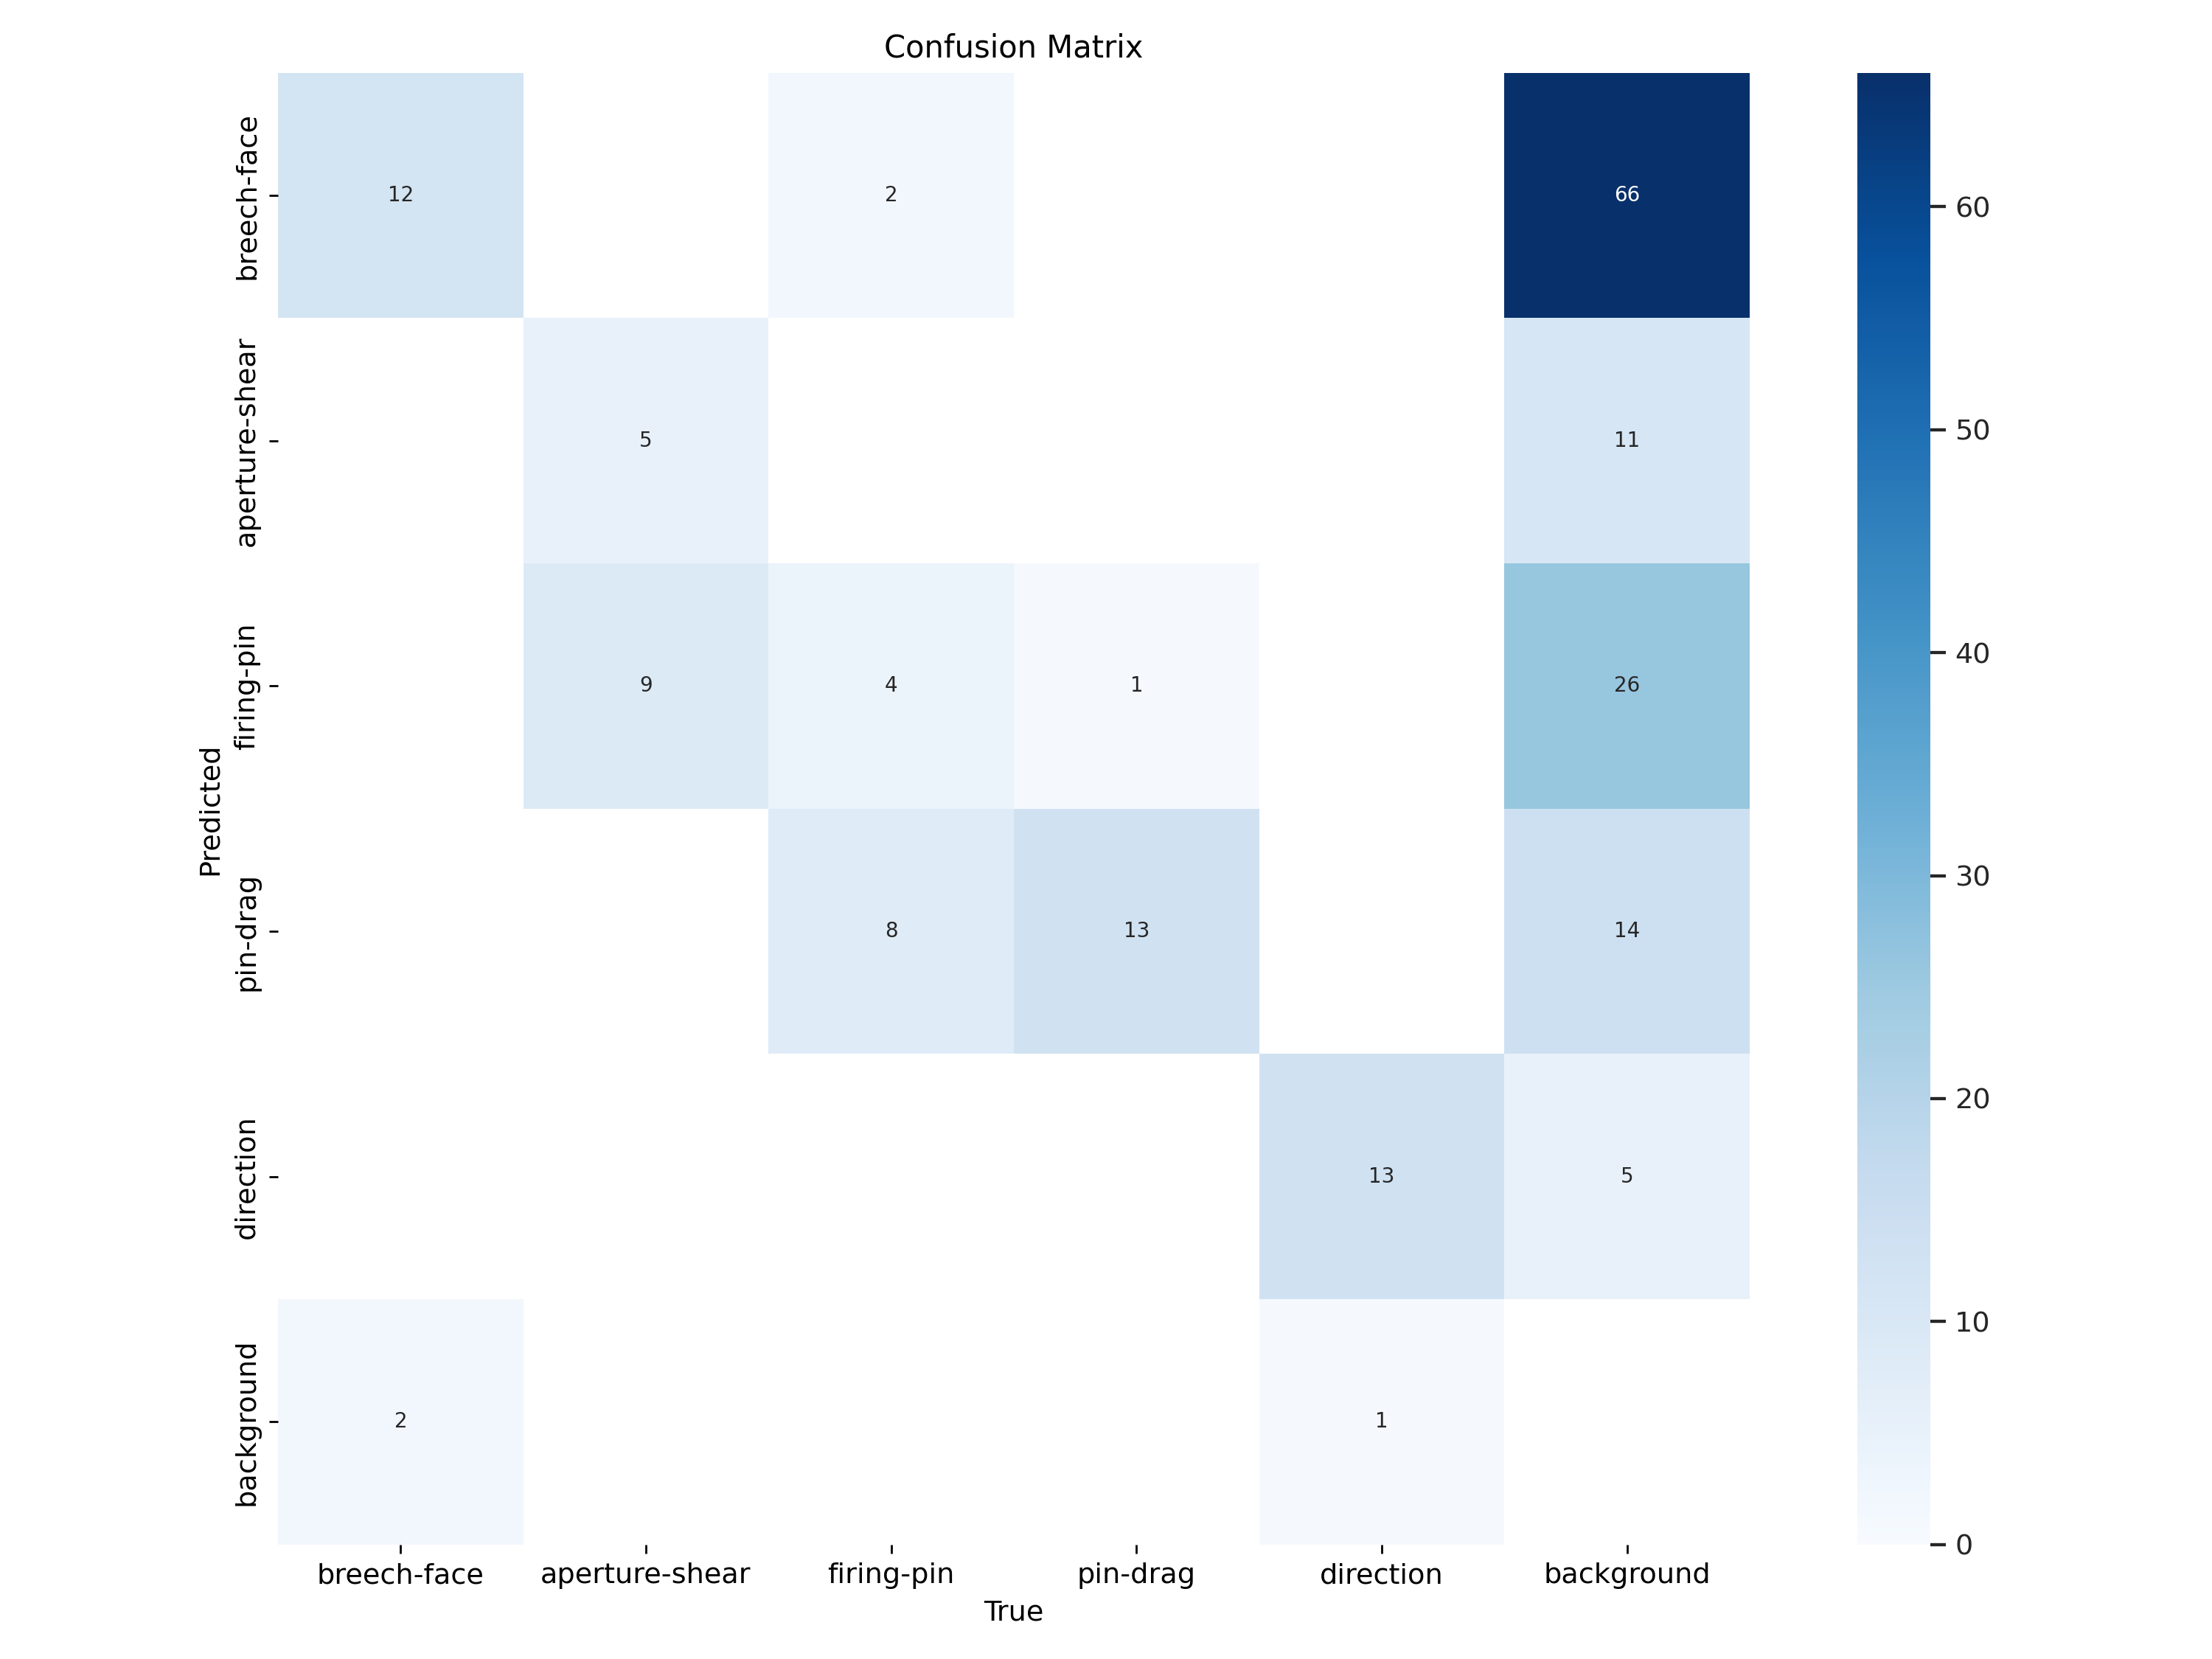 Confusion Matrix
Predicted
breech-face
12
2
66
60
aperture-shear
5
11
50
firing-pin
9
4
1
26
40
pin-drag
8
13
14
30
direction
13
5
20
background
2
1
10
0
breech-face
aperture-shear
firing-pin
pin-drag
direction
background
True